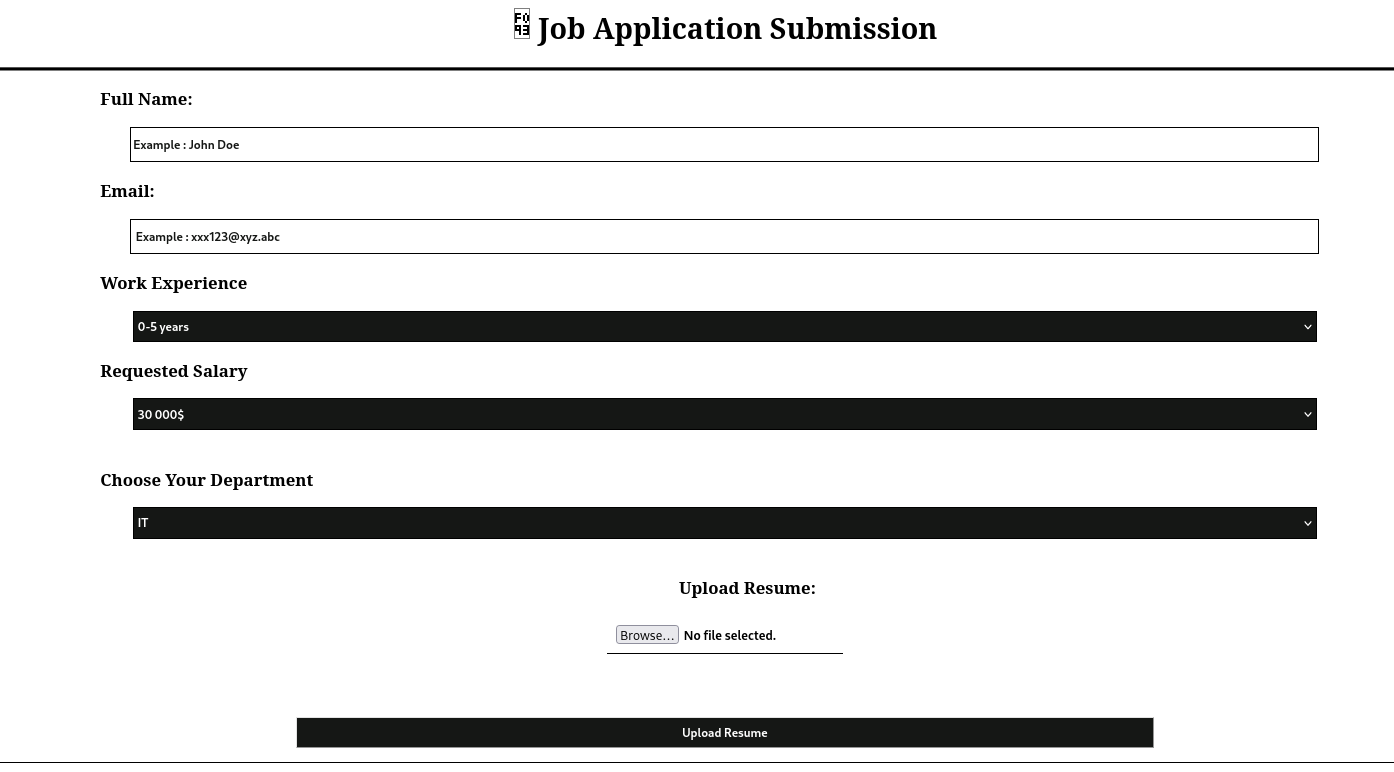 Job Application Submission
Full Name:
Example : John Doe
Email:
Example : xxx123@xyz.abc
Work Experience
0-5 years
Requested Salary
30 000$
Choose Your Department
IT
Upload Resume:
Browse... No file selected.
Upload Resume